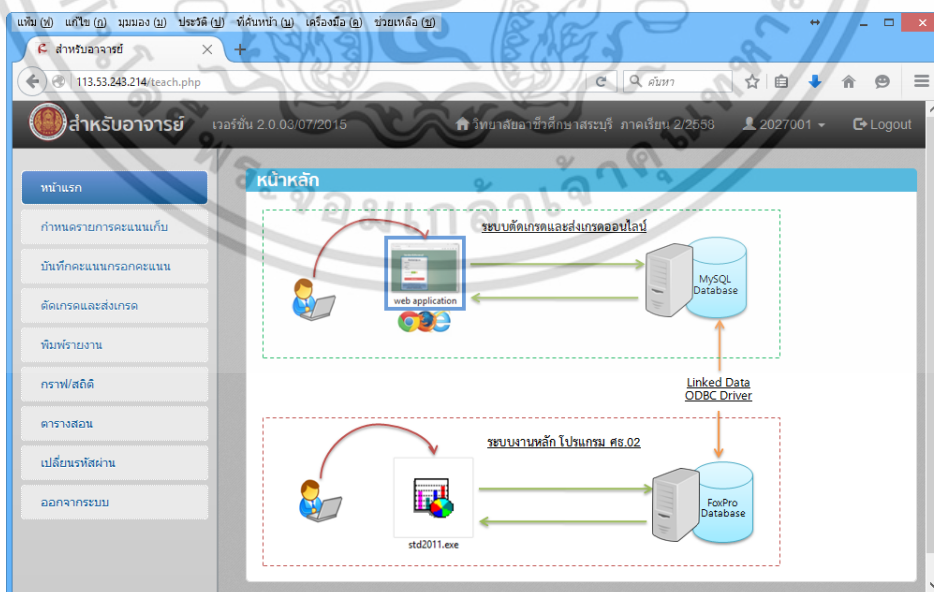 แฟ้ม (ฟ) แก้ไข (ก) มุมมอง (ม) ประวัติ (ป) ที่คั่นหน้า (น) เครื่องมือ (ค) ช่วยเหลือ (ช)
สำหรับอาจารย์
113.53.243.214/teach.php
ค้นหา
สำหรับอาจารย์ เวอร์ชั่น 2.0.03/07/2015 วิทยาลัยอาชีวศึกษาสระบุรี ภาคเรียน 2/2558 2027001 Logout
หน้าแรก
กำหนดรายการคะแนนเก็บ
บันทึกคะแนนกรอกคะแนน
ตัดเกรดและส่งเกรด
พิมพ์รายงาน
กราฟ/สถิติ
ตารางสอน
เปลี่ยนรหัสผ่าน
ออกจากระบบ
หน้าหลัก
ระบบตัดเกรดและส่งเกรดออนไลน์
web application
MySQL
Database
Linked Data
ODBC Driver
ระบบงานหลัก โปรแกรม ศธ.02
std2011.exe
FoxPro
Database